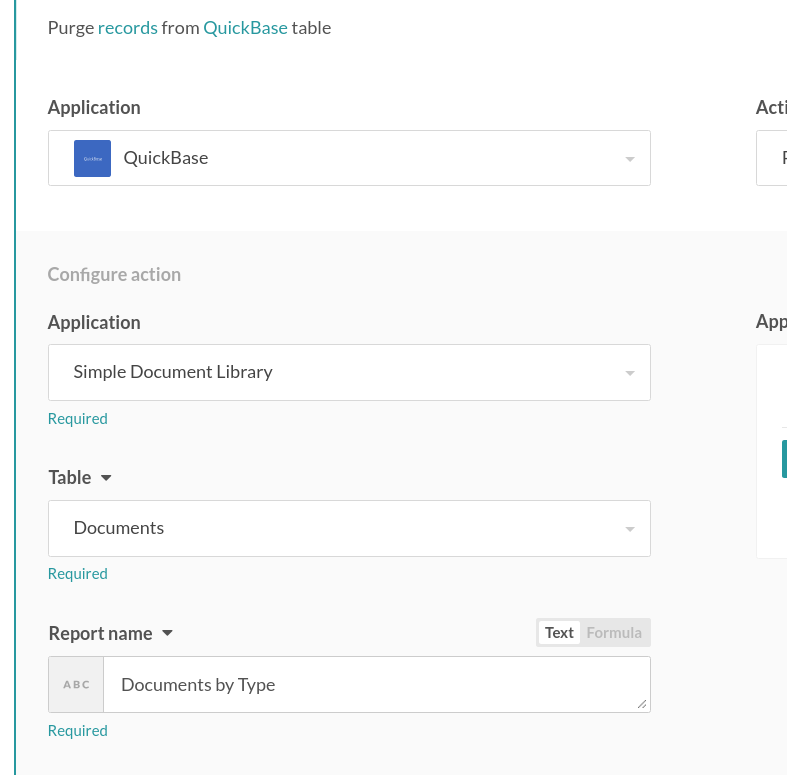 Purge records from QuickBase table
Application
Acti
QuickBase
Configure action
Application
App
Simple Document Library
Required
Table
Documents
Required
Report name
Text Formula
ABC Documents by Type
Required